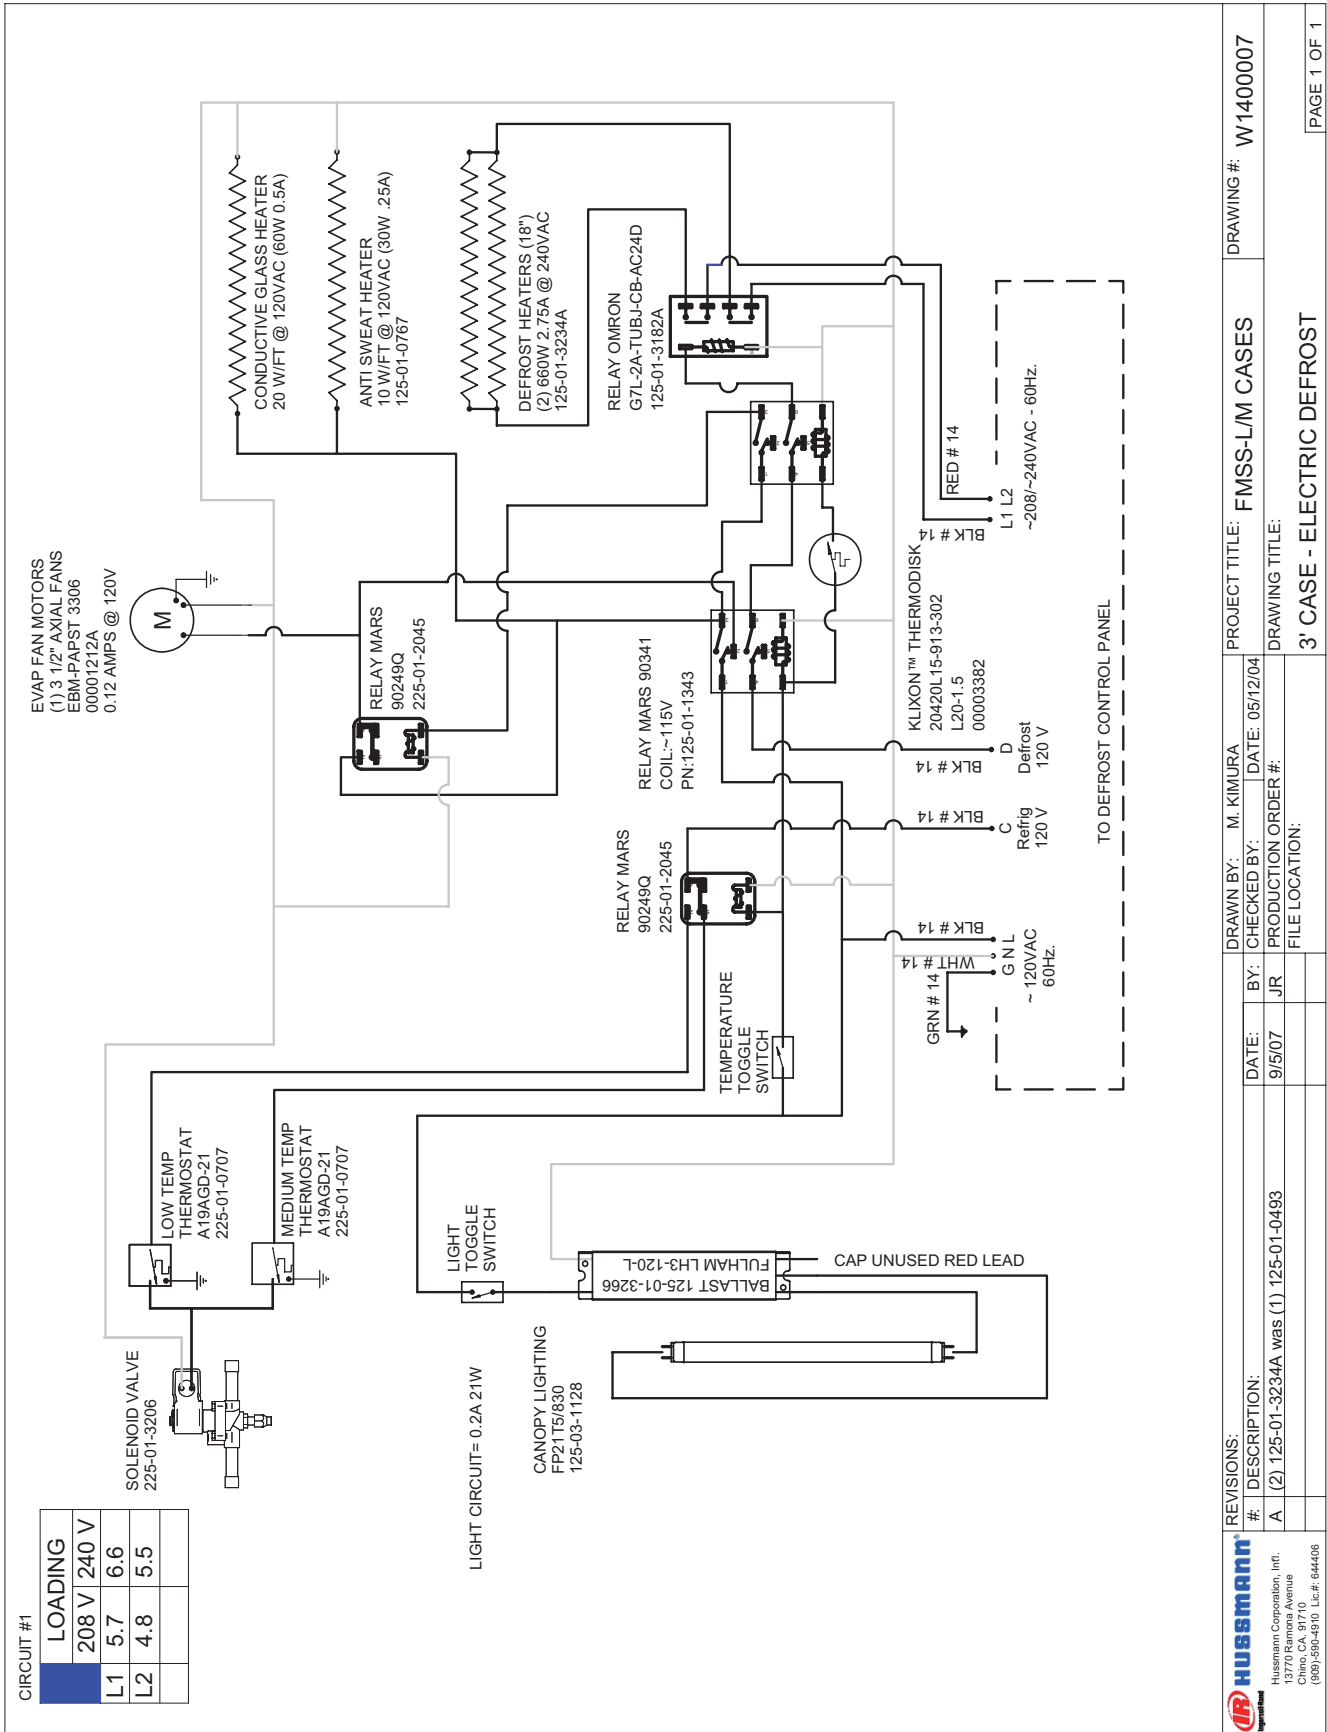 CIRCUIT #1
LOADING
208 V 240 V
L1 5.7 6.6
L2 4.8 5.5
SOLENOID VALVE
225-01-3206
LOW TEMP
THERMOSTAT
A19AGD-21
225-01-0707
MEDIUM TEMP
THERMOSTAT
A19AGD-21
225-01-0707
EVAP FAN MOTORS
(1) 3 1/2" AXIAL FANS
EBM-PAPST 3306
00001212A
0.12 AMPS @ 120V
M
CONDUCTIVE GLASS HEATER
20 W/FT @ 120VAC (60W 0.5A)
ANTI SWEAT HEATER
10 W/FT @ 120VAC (30W .25A)
125-01-0767
DEFROST HEATERS (18")
(2) 660W 2.75A @ 240VAC
125-01-3234A
RELAY OMRON
G7L-2A-TUBJ-CB-AC24D
125-01-3182A
RELAY MARS
90249Q
225-01-2045
RELAY MARS 90341
COIL:~115V
PN:125-01-1343
RELAY MARS
90249Q
225-01-2045
LIGHT
TOGGLE
SWITCH
TEMPERATURE
TOGGLE
SWITCH
LIGHT CIRCUIT= 0.2A 21W
CANOPY LIGHTING
FP21T5/830
125-03-1128
BALLAST 125-01-3266
FULHAM LH3-120-L
CAP UNUSED RED LEAD
KLIXON™ THERMODISK
20420L15-913-302
L20-1.5
00003382
GRN # 14
WHT # 14
BLK # 14
BLK # 14
BLK # 14
BLK # 14
RED # 14
G N L
~ 120VAC
60Hz.
C
Refrig
120 V
D
Defrost
120 V
L1 L2
~208/~240VAC - 60Hz.
TO DEFROST CONTROL PANEL
IR HUSSMANN
Ingersoll Rand
Hussmann Corporation, Intl.
13770 Ramona Avenue
Chino, CA. 91710
(909)-590-4910 Lic.#: 644406
REVISIONS:
#: DESCRIPTION: DATE: BY:
A (2) 125-01-3234A was (1) 125-01-0493 9/5/07 JR
DRAWN BY: M. KIMURA
CHECKED BY: DATE: 05/12/04
PRODUCTION ORDER #:
FILE LOCATION:
PROJECT TITLE: FMSS-L/M CASES
DRAWING TITLE:
3' CASE - ELECTRIC DEFROST
DRAWING #: W1400007
PAGE 1 OF 1